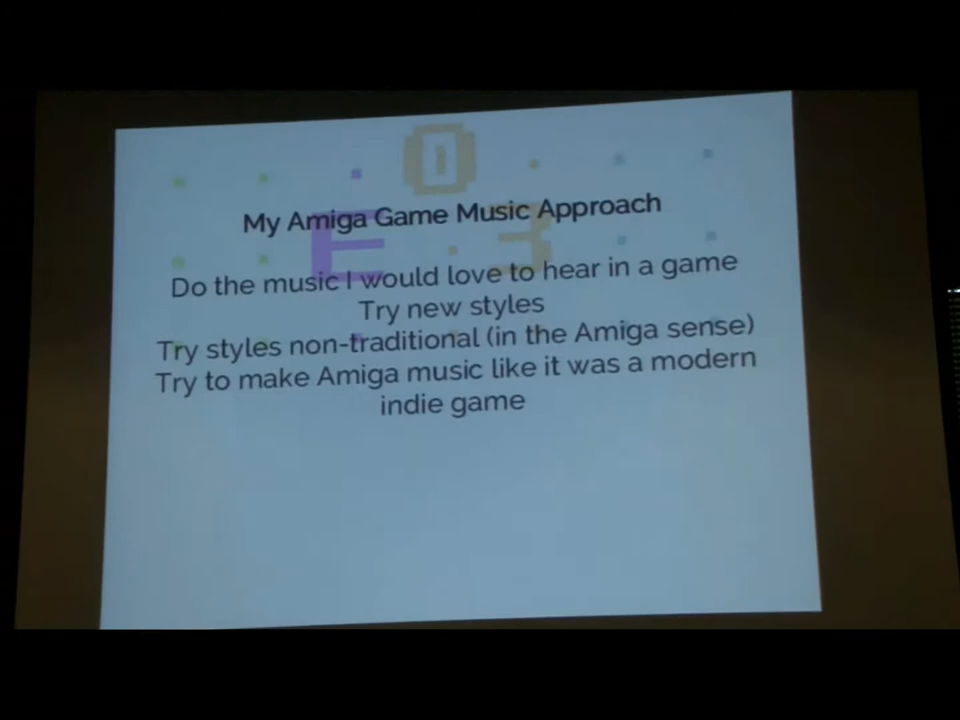 My Amiga Game Music Approach
Do the music I would love to hear in a game
Try new styles
Try styles non-traditional (in the Amiga sense)
Try to make Amiga music like it was a modern
indie game